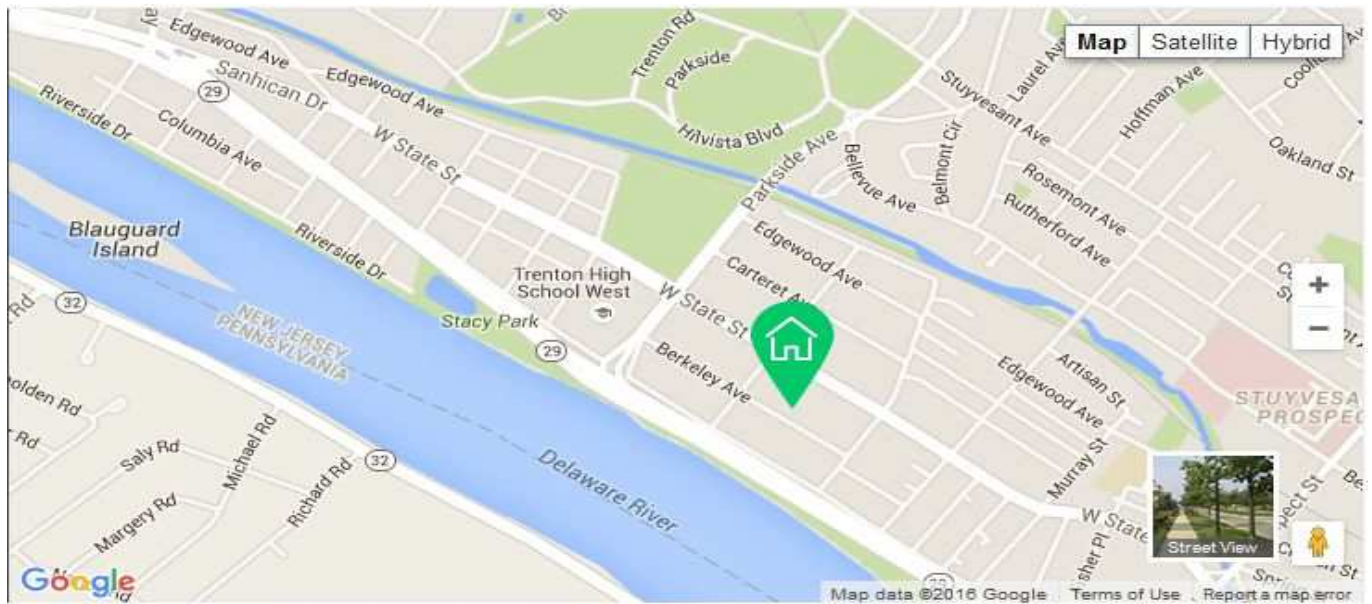 Trenton Rd
Map Satellite Hybrid
Edgewood Ave
Parkside
Laurel Ave
Sanhican Dr
Edgewood Ave
Stuyvesant Ave
Hoffman Ave
29
Riverside Dr
Columbia Ave
W State St
Hilvista Blvd
Parkside Ave
Bellevue Ave
Belmont Cir
Oakland St
Rosemont Ave
Rutherford Ave
Blauguard
Island
Riverside Dr
Edgewood Ave
Carteret Av
Trenton High
School West
W State St
32
NEW JERSEY
PENNSYLVANIA
Stacy Park
29
Berkeley Ave
Artisan St
Edgewood Ave
STUYVESA
PROSPEC
Saly Rd
Michael Rd
32
Richard Rd
Margery Rd
Delaware River
Murray St
W State
Street View
Google
Map data ©2016 Google
Terms of Use
Report a map error